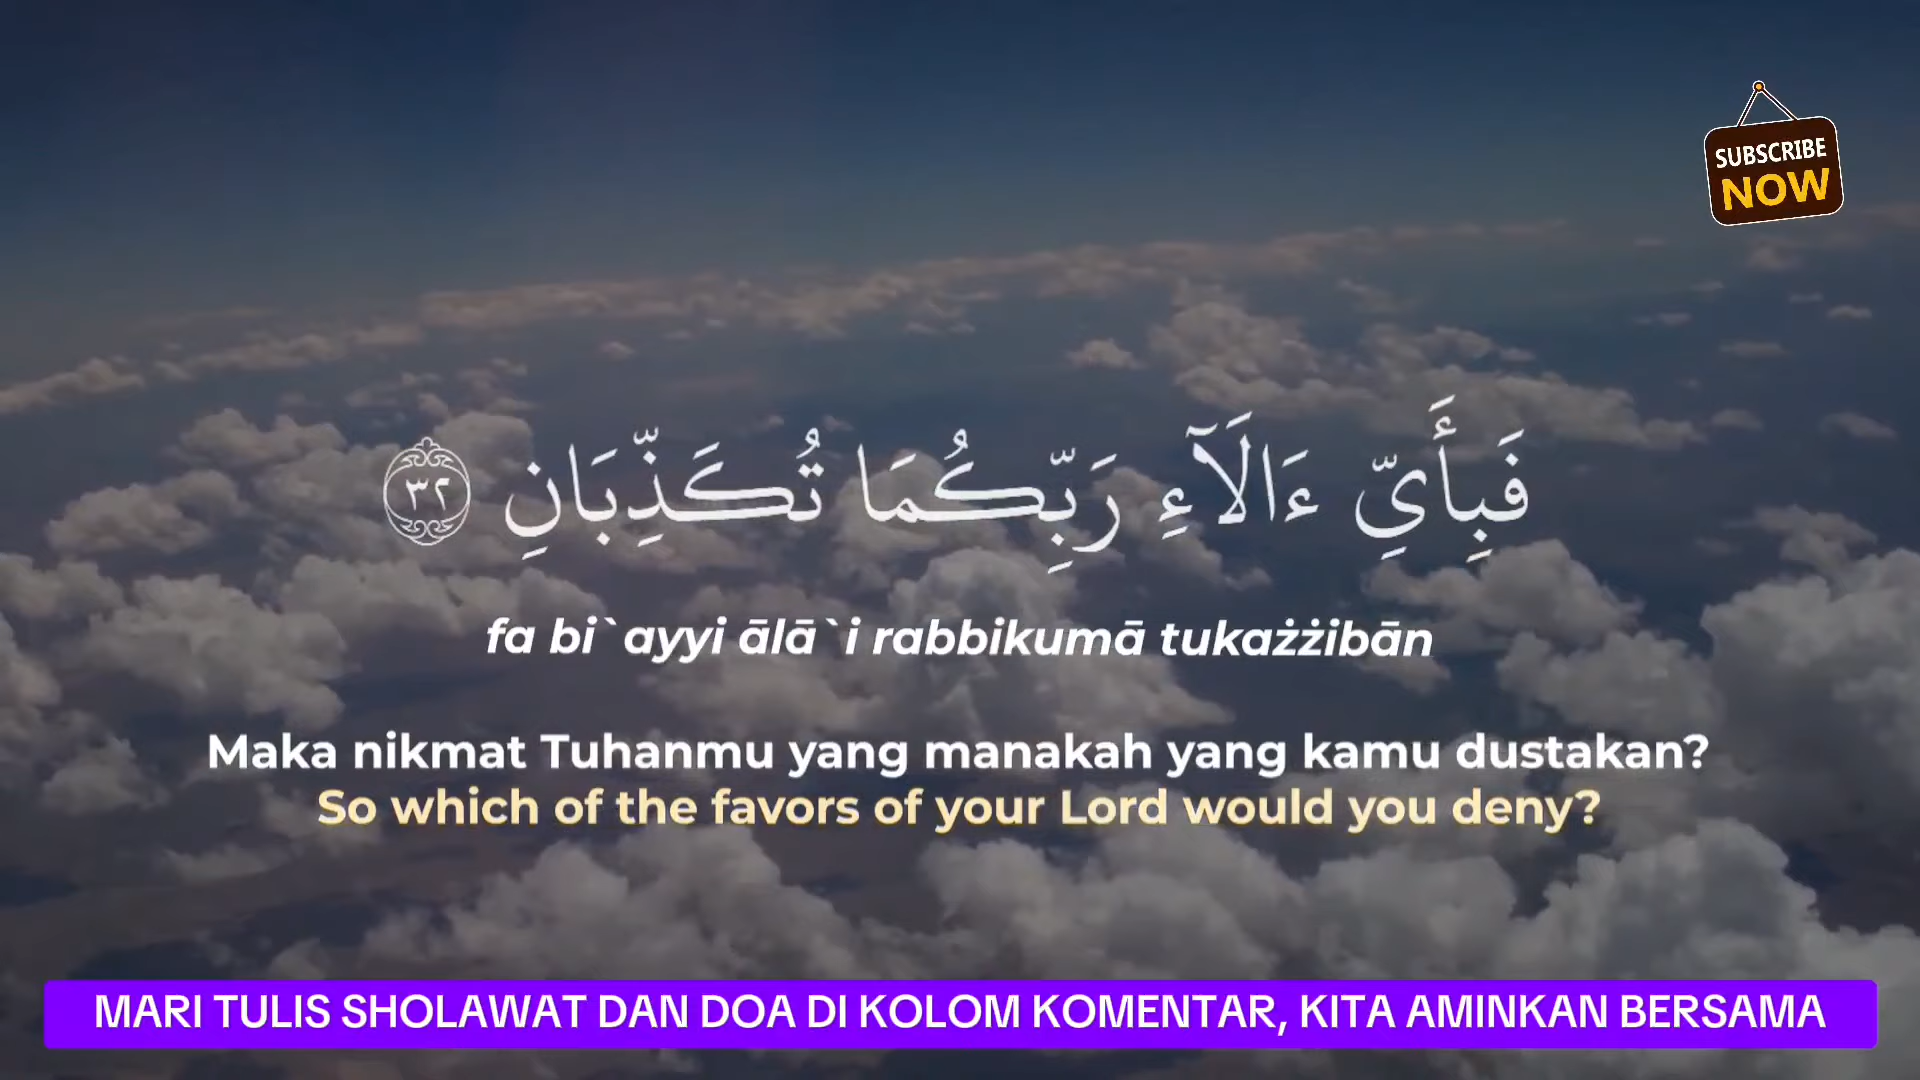 SUBSCRIBE
NOW
فَبِأَيِّ ءَالَآءِ رَبِّكُمَا تُكَذِّبَانِ ٣٢
fa bi`ayyi ālā`i rabbikumā tukażżibān
Maka nikmat Tuhanmu yang manakah yang kamu dustakan?
So which of the favors of your Lord would you deny?
MARI TULIS SHOLAWAT DAN DOA DI KOLOM KOMENTAR, KITA AMINKAN BERSAMA